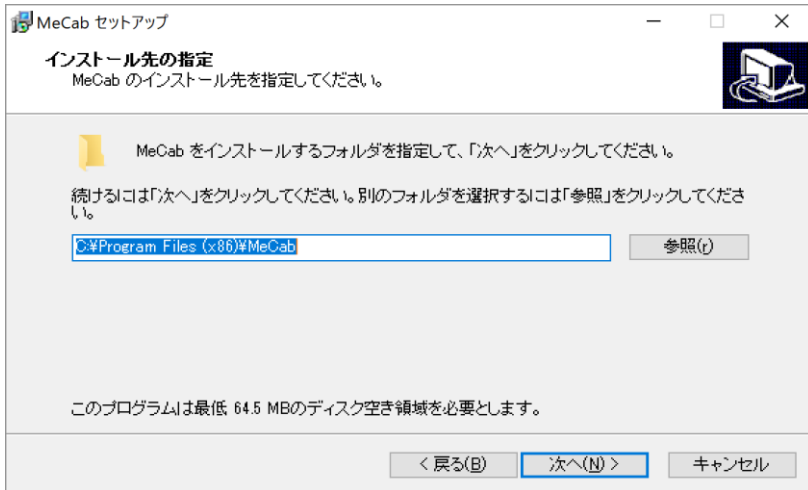 MeCab セットアップ
インストール先の指定
MeCab のインストール先を指定してください。
MeCab をインストールするフォルダを指定して、「次へ」をクリックしてください。
続けるには「次へ」をクリックしてください。別のフォルダを選択するには「参照」をクリックしてくださ
い。
C:¥Program Files (x86)¥MeCab
参照(r)
このプログラムは最低 64.5 MBのディスク空き領域を必要とします。
< 戻る(B)
次へ(N) >
キャンセル